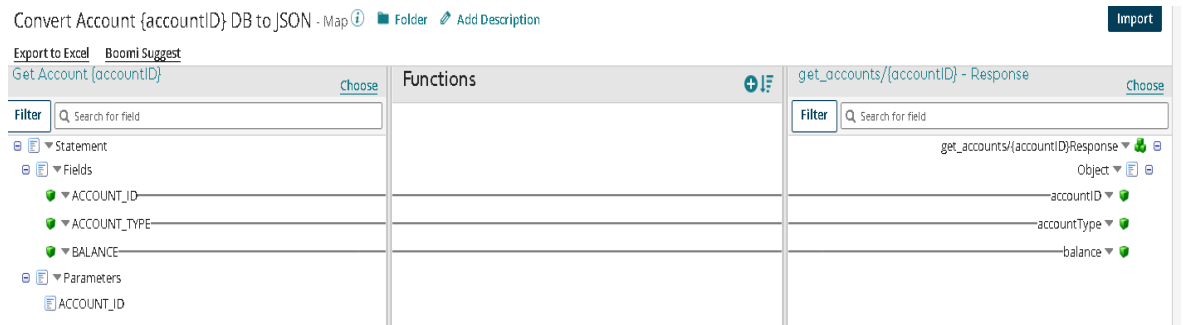 Convert Account {accountID} DB to JSON - Map i Folder Add Description Import
Export to Excel Boomi Suggest
Get Account {accountID} Choose Functions get_accounts/{accountID} - Response Choose
Filter Search for field Filter Search for field
Statement get_accounts/{accountID}Response
Fields Object
ACCOUNT_ID accountID
ACCOUNT_TYPE accountType
BALANCE balance
Parameters
ACCOUNT_ID